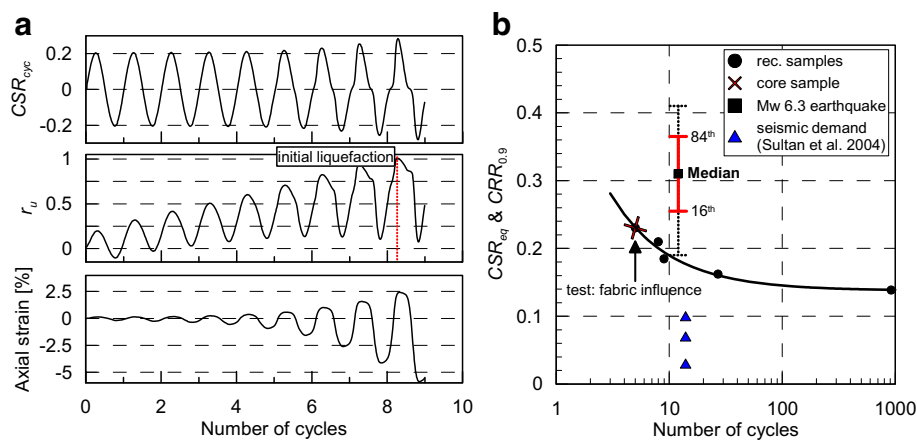 a
CSRcyc
0.2
0
-0.2
initial liquefaction
ru
1
0.5
0
Axial strain [%]
2.5
0
-2.5
-5
0 2 4 6 8 10
Number of cycles
b
CSReq & CRR0.9
0.5
0.4
0.3
0.2
0.1
0
rec. samples
core sample
Mw 6.3 earthquake
seismic demand
(Sultan et al. 2004)
84th
Median
16th
test: fabric influence
1 10 100 1000
Number of cycles